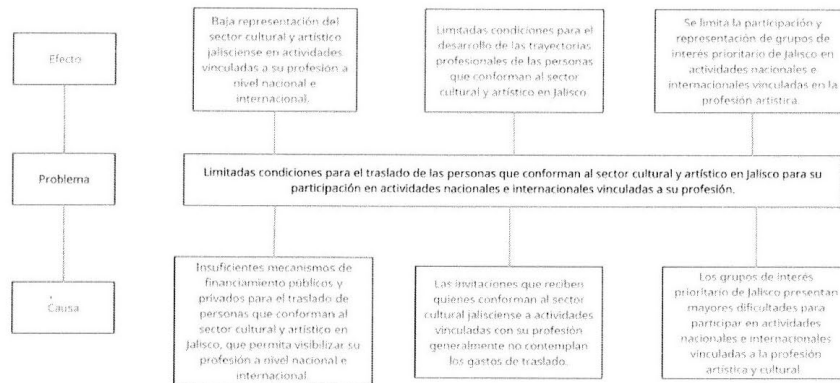 Efecto
Baja representación del
sector cultural y artístico
jalisciense en actividades
vinculadas a su profesión a
nivel nacional e
internacional.
Limitadas condiciones para el
desarrollo de las trayectorias
profesionales de las personas
que conforman al sector
cultural y artístico en Jalisco.
Se limita la participación y
representación de grupos de
interés prioritario de Jalisco en
actividades nacionales e
internacionales vinculadas en la
profesión artística.
Problema
Limitadas condiciones para el traslado de las personas que conforman al sector cultural y artístico en Jalisco para su
participación en actividades nacionales e internacionales vinculadas a su profesión.
Causa
Insuficientes mecanismos de
financiamiento públicos y
privados para el traslado de
personas que conforman al
sector cultural y artístico en
Jalisco, que permita visibilizar su
profesión a nivel nacional e
internacional.
Las invitaciones que reciben
quienes conforman al sector
cultural jalisciense a actividades
vinculadas con su profesión
generalmente no contemplan
los gastos de traslado.
Los grupos de interés
prioritario de Jalisco presentan
mayores dificultades para
participar en actividades
nacionales e internacionales
vinculadas a la profesión
artística y cultural